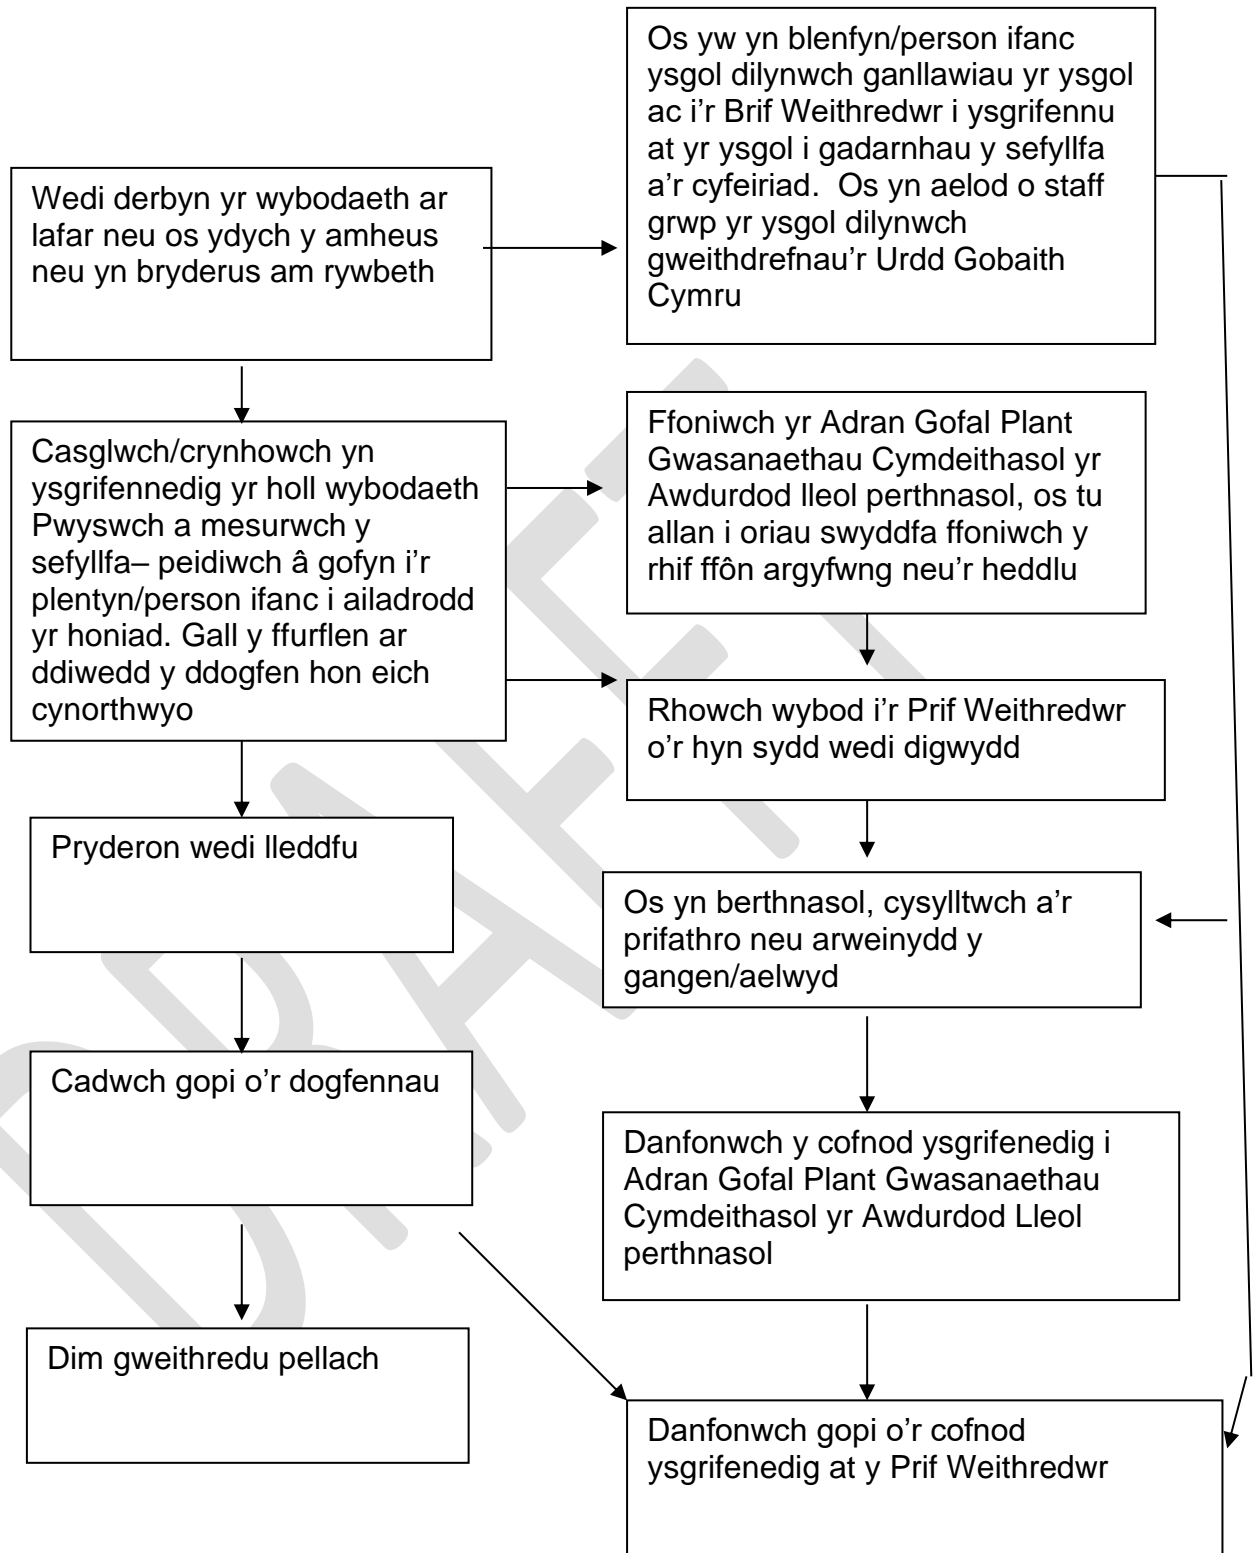 Os yw yn blenfyn/person ifanc
ysgol dilynwch ganllawiau yr ysgol
ac i'r Brif Weithredwr i ysgrifennu
at yr ysgol i gadarnhau y sefyllfa
a'r cyfeiriad.  Os yn aelod o staff
grwp yr ysgol dilynwch
gweithdrefnau'r Urdd Gobaith
Cymru
Wedi derbyn yr wybodaeth ar
lafar neu os ydych y amheus
neu yn bryderus am rywbeth
Casglwch/crynhowch yn
ysgrifennedig yr holl wybodaeth
Pwyswch a mesurwch y
sefyllfa– peidiwch â gofyn i'r
plentyn/person ifanc i ailadrodd
yr honiad. Gall y ffurflen ar
ddiwedd y ddogfen hon eich
cynorthwyo
Ffoniwch yr Adran Gofal Plant
Gwasanaethau Cymdeithasol yr
Awdurdod lleol perthnasol, os tu
allan i oriau swyddfa ffoniwch y
rhif ffôn argyfwng neu'r heddlu
Rhowch wybod i'r Prif Weithredwr
o'r hyn sydd wedi digwydd
Pryderon wedi lleddfu
Os yn berthnasol, cysylltwch a'r
prifathro neu arweinydd y
gangen/aelwyd
Cadwch gopi o'r dogfennau
Danfonwch y cofnod ysgrifenedig i
Adran Gofal Plant Gwasanaethau
Cymdeithasol yr Awdurdod Lleol
perthnasol
Dim gweithredu pellach
Danfonwch gopi o'r cofnod
ysgrifenedig at y Prif Weithredwr
DRAFT